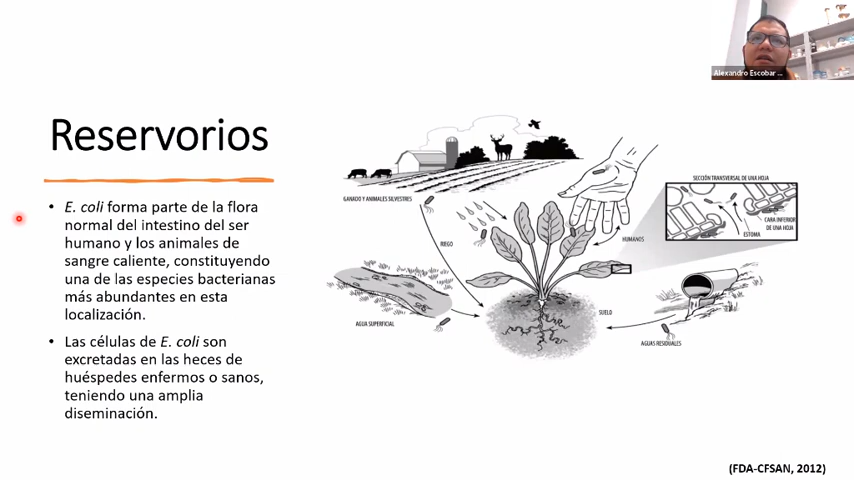 Alexandro Escobar ...
Reservorios
• E. coli forma parte de la flora
normal del intestino del ser
humano y los animales de
sangre caliente, constituyendo
una de las especies bacterianas
más abundantes en esta
localización.
• Las células de E. coli son
excretadas en las heces de
huéspedes enfermos o sanos,
teniendo una amplia
diseminación.
GANADO Y ANIMALES SILVESTRES
RIEGO
HUMANOS
SECCIÓN TRANSVERSAL DE UNA HOJA
CARA INFERIOR
DE UNA HOJA
ESTOMA
AGUA SUPERFICIAL
SUELO
AGUAS RESIDUALES
(FDA-CFSAN, 2012)